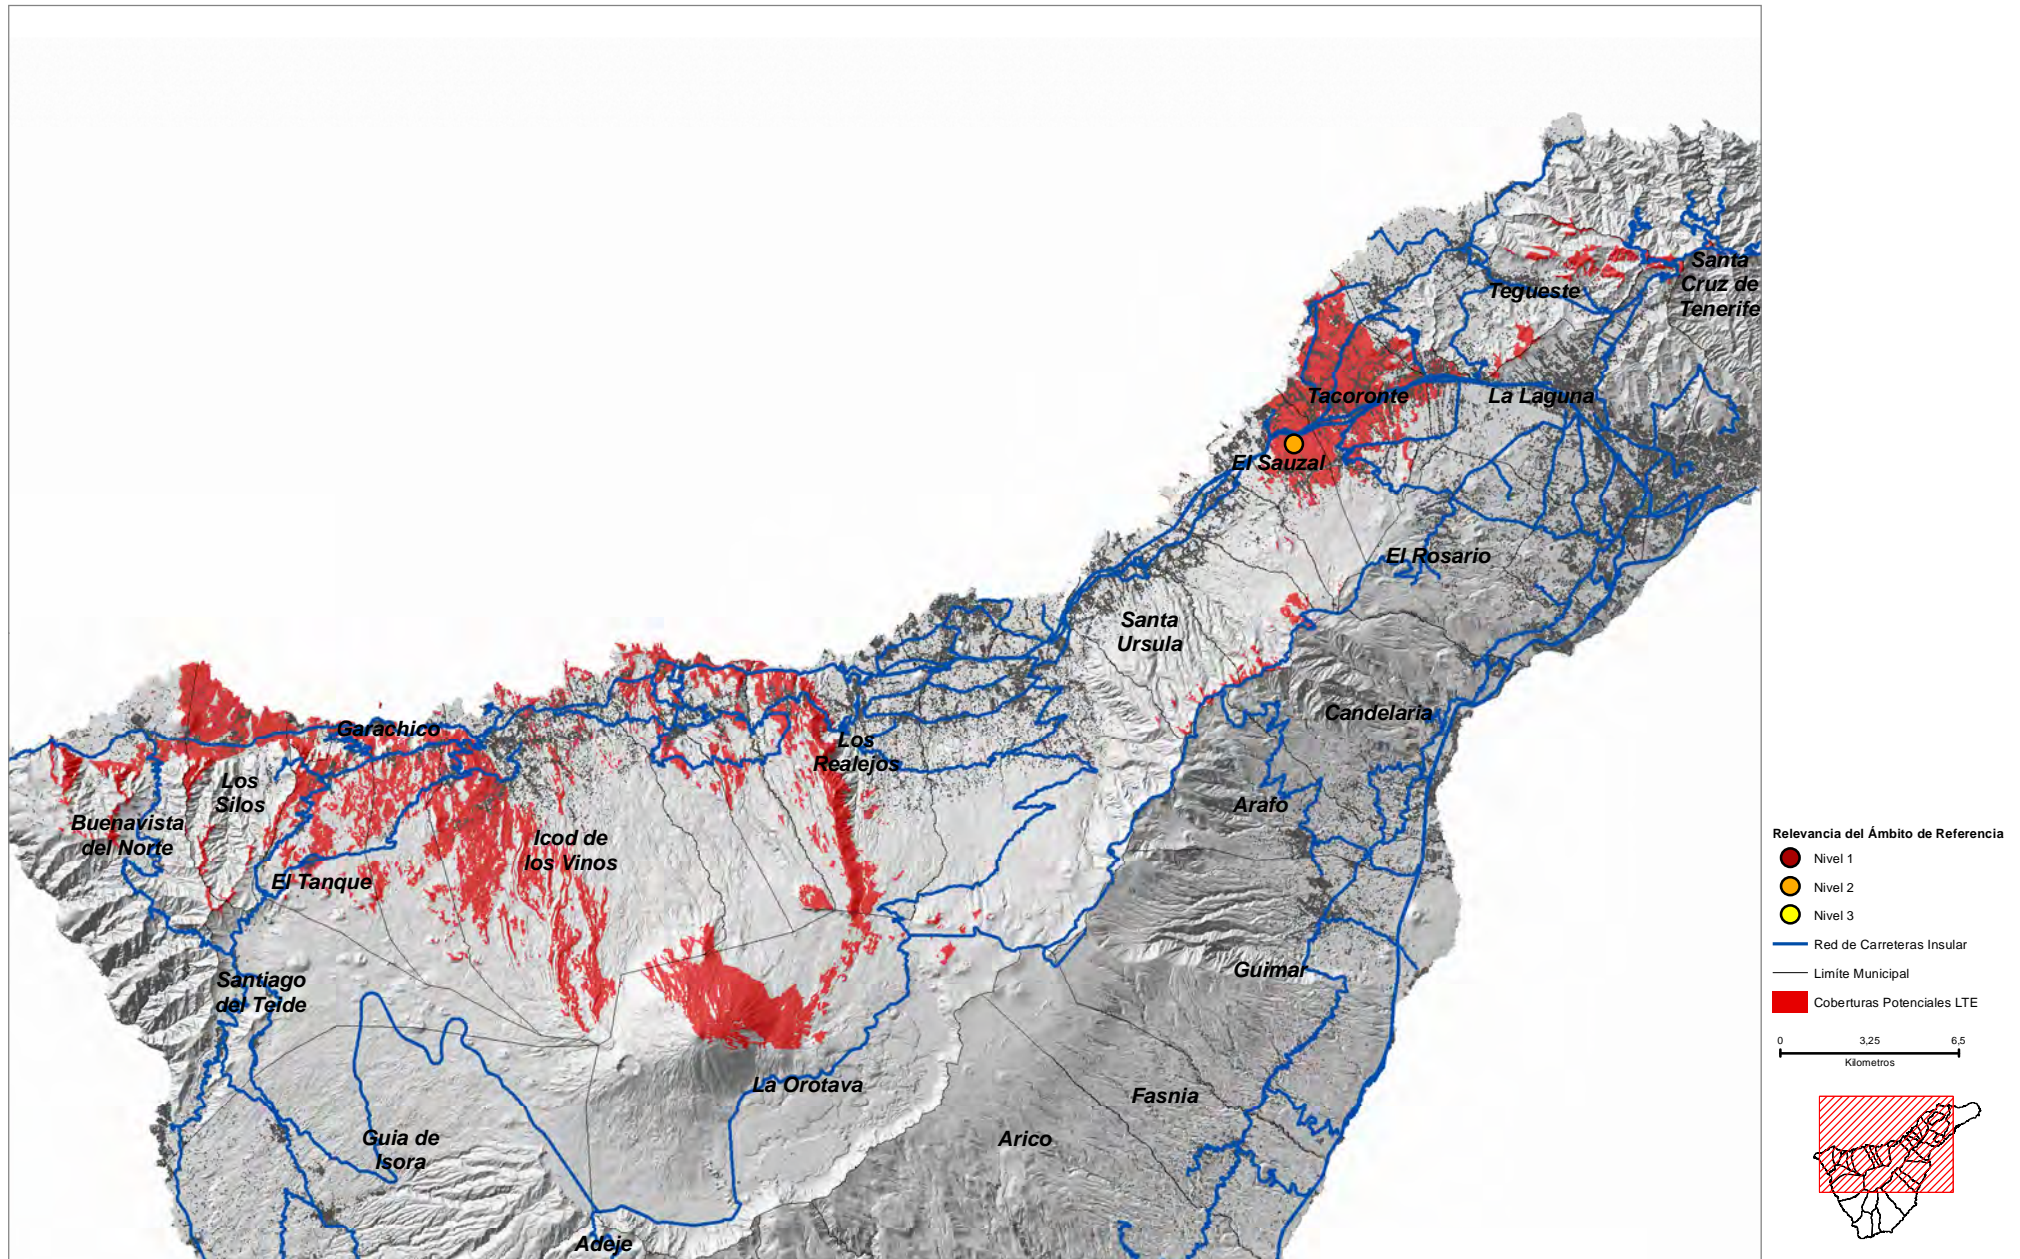 Santa
Cruz de
Tenerife
Tegueste
Tacoronte
La Laguna
El Sauzal
El Rosario
Santa
Ursula
Candelaria
Garachico
Los
Realejos
Los
Silos
Arafo
Buenavista
del Norte
Icod de
los Vinos
El Tanque
Guimar
Santiago
del Teide
La Orotava
Fasnia
Arico
Guia de
Isora
Adeje
Relevancia del Ámbito de Referencia
Nivel 1
Nivel 2
Nivel 3
Red de Carreteras Insular
Limíte Municipal
Coberturas Potenciales LTE
0 3,25 6,5
Kilometros